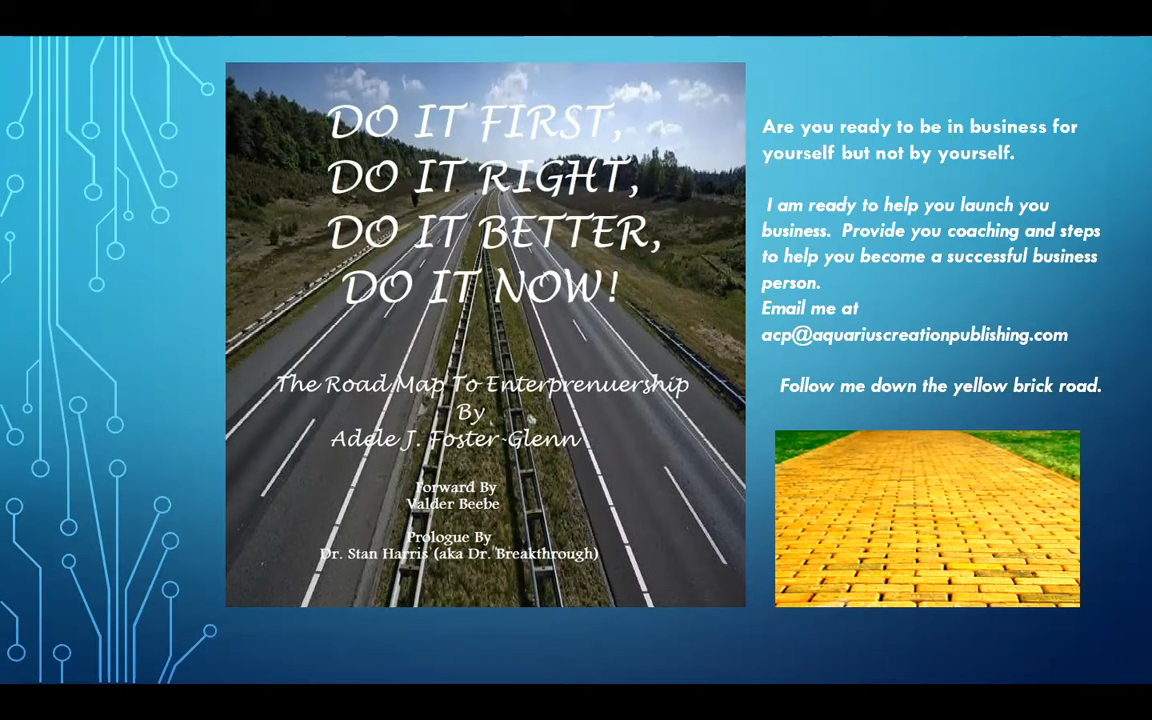 DO IT FIRST,
DO IT RIGHT,
DO IT BETTER,
DO IT NOW!
The Road Map To Enterprenuership
By
Adele J. Foster-Glenn
Forward By
Valder Beebe
Prologue By
Dr. Stan Harris (aka Dr. Breakthrough)
Are you ready to be in business for
yourself but not by yourself.
I am ready to help you launch you
business. Provide you coaching and steps
to help you become a successful business
person.
Email me at
acp@aquariuscreationpublishing.com
Follow me down the yellow brick road.